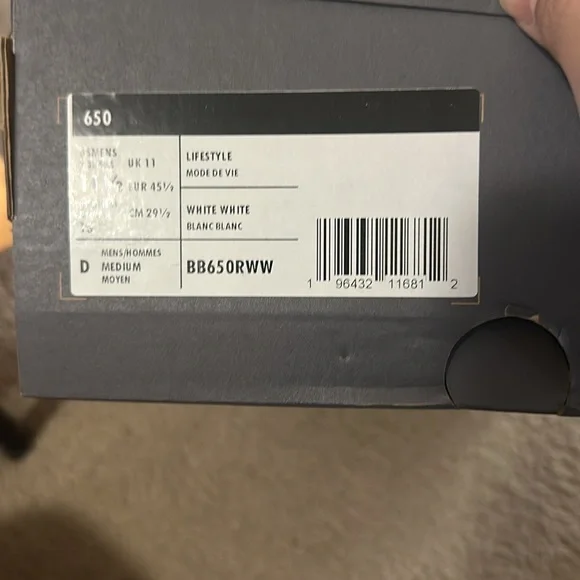 650
UK 11
EUR 45½
CM 29½
LIFESTYLE
MODE DE VIE
WHITE WHITE
BLANC BLANC
D
MENS/HOMMES
MEDIUM
MOYEN
BB650RWW
1 96432 11681 2